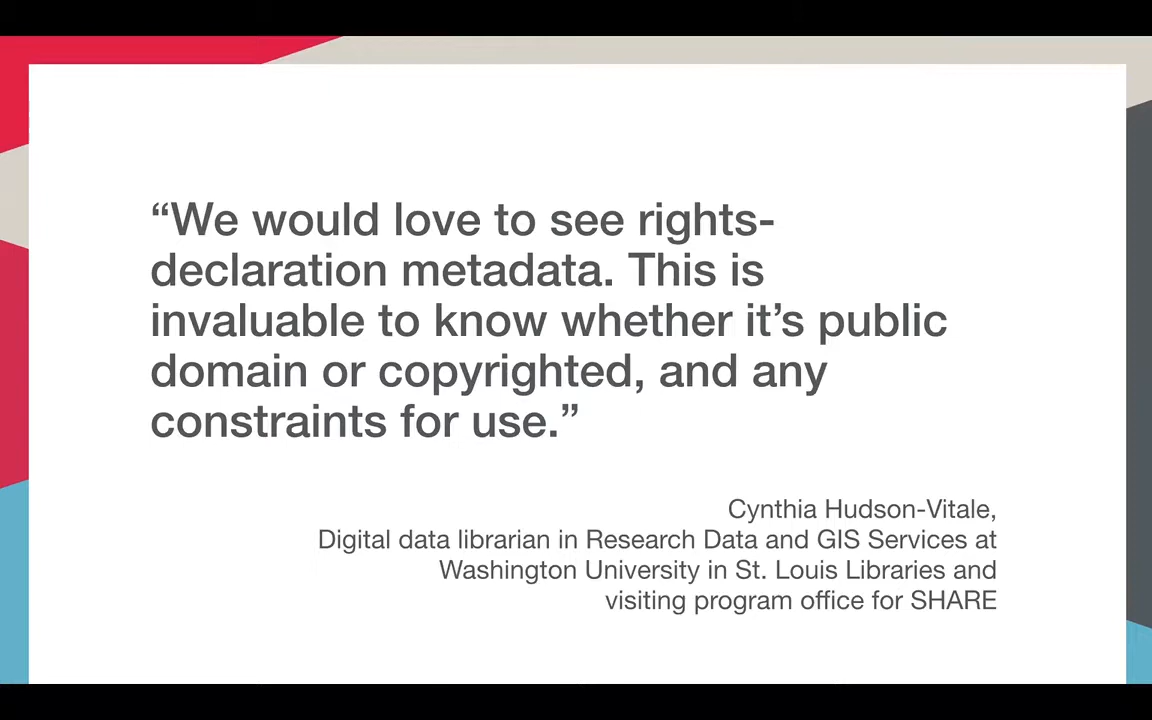 “We would love to see rights-
declaration metadata. This is
invaluable to know whether it’s public
domain or copyrighted, and any
constraints for use.”
Cynthia Hudson-Vitale,
Digital data librarian in Research Data and GIS Services at
Washington University in St. Louis Libraries and
visiting program office for SHARE